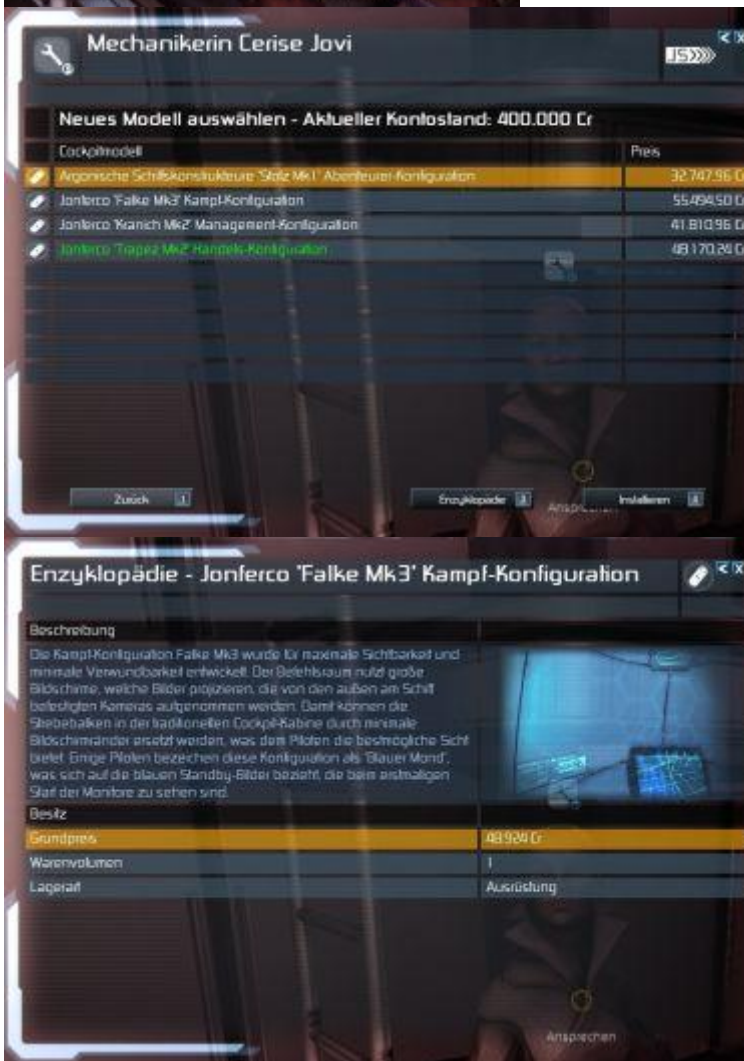 Mechanikerin Cerise Jovi
Neues Modell auswählen - Aktueller Kontostand: 400.000 Cr
Cockpitmodell Preis
Argonische Schiffskonstrukteure 'Stolz Mk1' Abenteurer-Konfiguration 32.747,96 Cr
Jonferco 'Falke Mk3' Kampf-Konfiguration 55.494,50 Cr
Jonferco 'Kranich Mk2' Management-Konfiguration 41.810,96 Cr
Jonferco 'Trapez Mk2' Handels-Konfiguration 48.170,24 Cr
Zurück 1 Enzyklopädie 3 Installieren 4
Ansprechen
Enzyklopädie - Jonferco 'Falke Mk3' Kampf-Konfiguration
Beschreibung
Die Kampf-Konfiguration Falke Mk3 wurde für maximale Sichtbarkeit und
minimale Verwundbarkeit entwickelt. Der Befehlsraum nutzt große
Bildschirme, welche Bilder projizieren, die von den außen am Schiff
befestigten Kameras aufgenommen werden. Damit können die
Strebebalken in der traditionellen Cockpit-Kabine durch minimale
Bildschirmränder ersetzt werden, was dem Piloten die bestmögliche Sicht
bietet. Einige Piloten bezeichen diese Konfiguration als 'Blauer Mond',
was sich auf die blauen Standby-Bilder bezieht, die beim erstmaligen
Start der Monitore zu sehen sind.
Besitz
Grundpreis 48.924 Cr
Warenvolumen 1
Lagerart Ausrüstung
Ansprechen